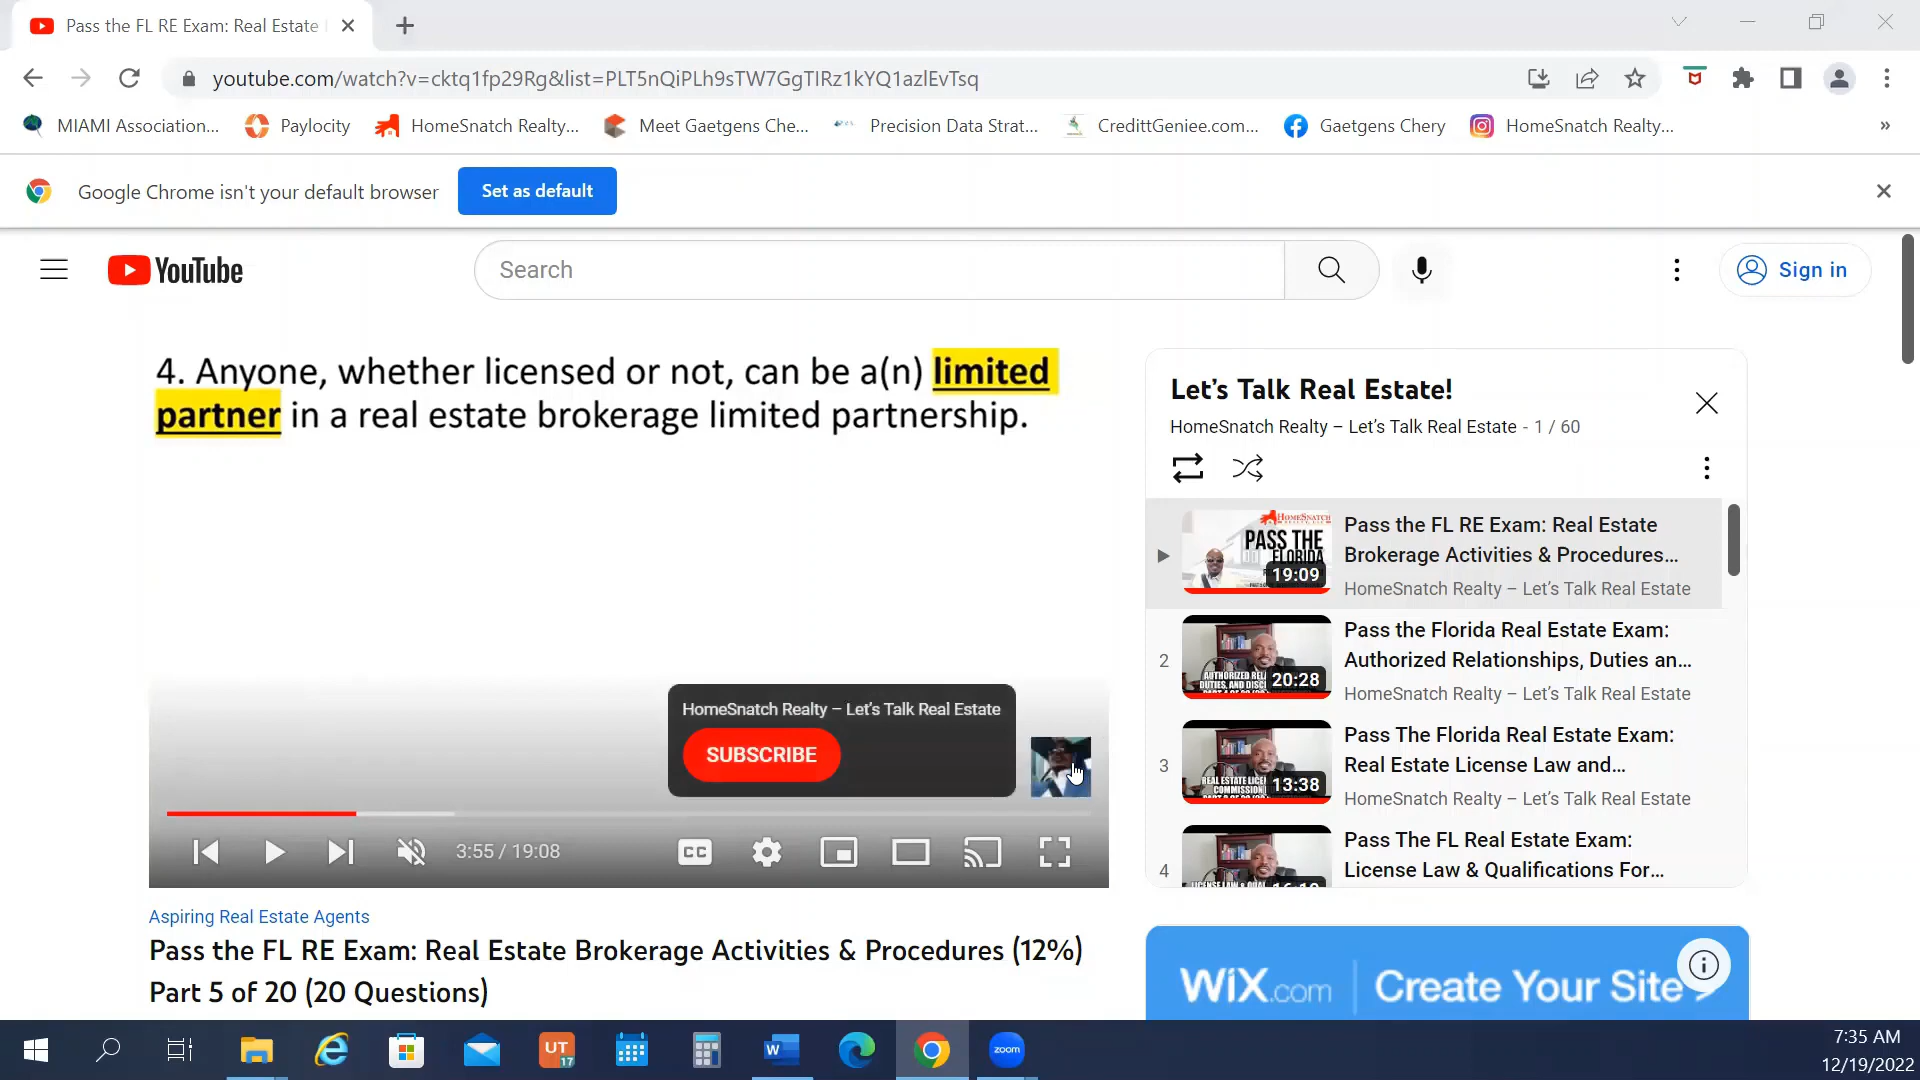 Pass the FL RE Exam: Real Estate
youtube.com/watch?v=cktq1fp29Rg&list=PLT5nQiPLh9sTW7GgTIRz1kYQ1azlEvTsq
MIAMI Association...
Paylocity
HomeSnatch Realty,...
Meet Gaetgens Che...
Precision Data Strat...
CredittGeniee.com...
Gaetgens Chery
HomeSnatch Realty...
»
Google Chrome isn't your default browser
Set as default
YouTube
Search
Sign in
4. Anyone, whether licensed or not, can be a(n) limited
partner in a real estate brokerage limited partnership.
HomeSnatch Realty – Let's Talk Real Estate
SUBSCRIBE
3:55 / 19:08
CC
Aspiring Real Estate Agents
Pass the FL RE Exam: Real Estate Brokerage Activities & Procedures (12%)
Part 5 of 20 (20 Questions)
Let's Talk Real Estate!
HomeSnatch Realty – Let's Talk Real Estate - 1 / 60
HOMESNATCH
PASS THE
FLORIDA
19:09
Pass the FL RE Exam: Real Estate
Brokerage Activities & Procedures...
HomeSnatch Realty – Let's Talk Real Estate
2
20:28
Pass the Florida Real Estate Exam:
Authorized Relationships, Duties an...
HomeSnatch Realty – Let's Talk Real Estate
3
13:38
Pass The Florida Real Estate Exam:
Real Estate License Law and...
HomeSnatch Realty – Let's Talk Real Estate
4
Pass The FL Real Estate Exam:
License Law & Qualifications For...
WiX.com
Create Your Site
UT
17
W
zoom
7:35 AM
12/19/2022